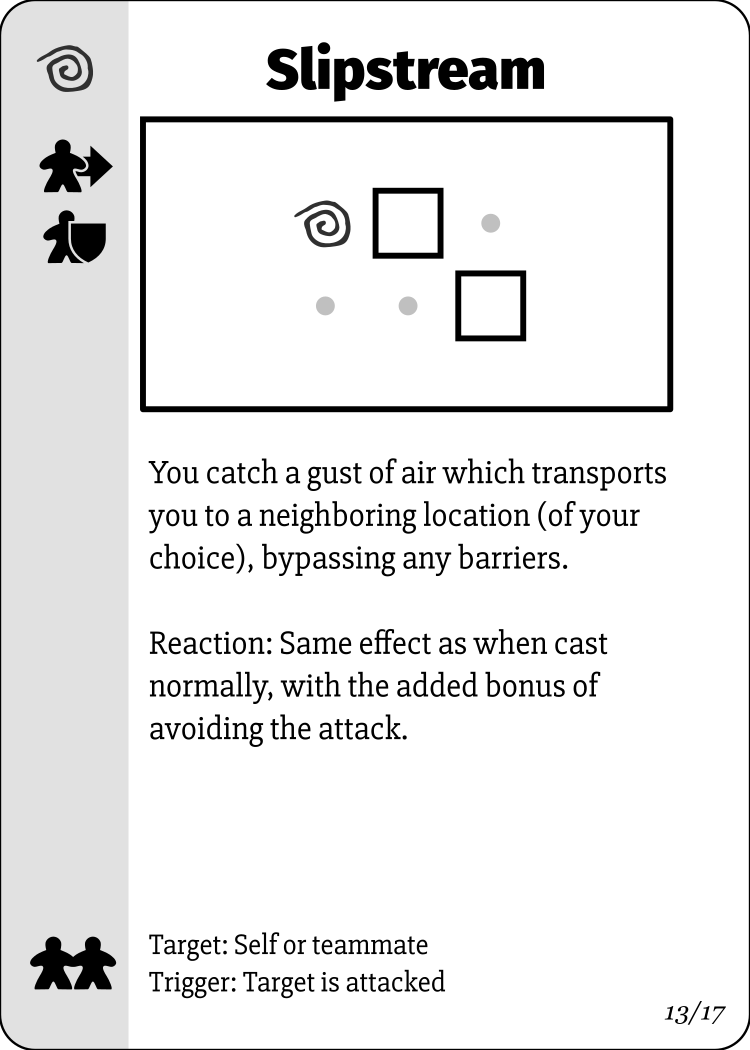 Slipstream
You catch a gust of air which transports
you to a neighboring location (of your
choice), bypassing any barriers.
Reaction: Same effect as when cast
normally, with the added bonus of
avoiding the attack.
Target: Self or teammate
Trigger: Target is attacked
13/17